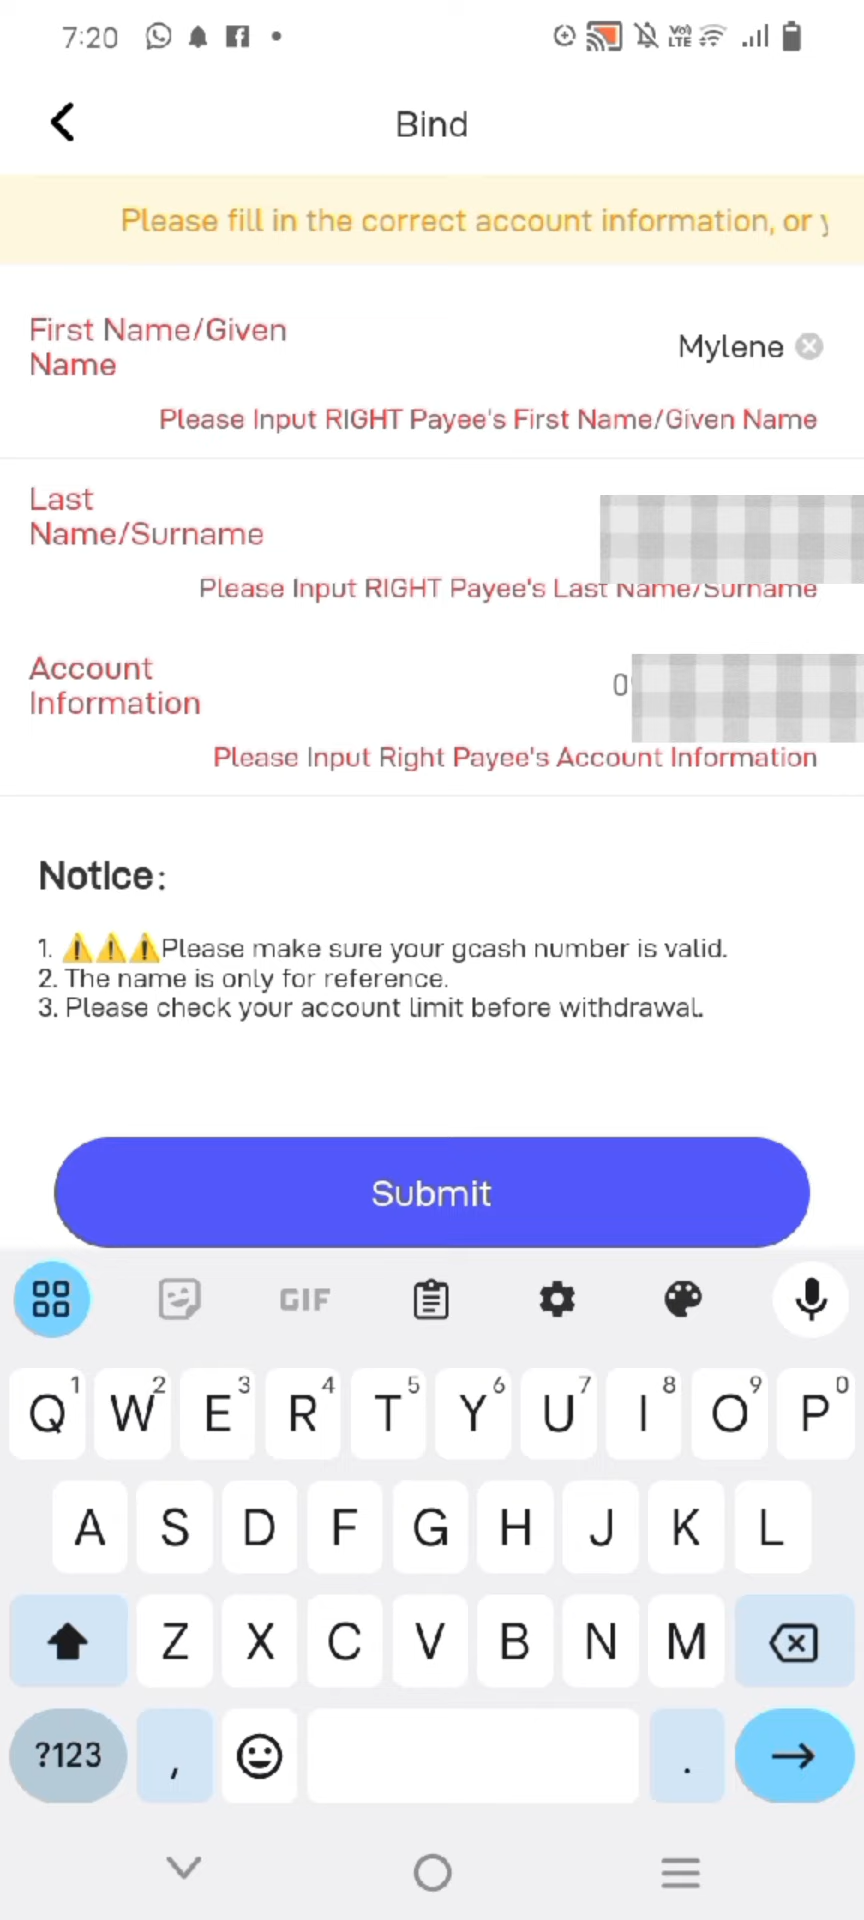 7:20
Bind
Please fill in the correct account information, or
First Name/Given
Name
Mylene
Please Input RIGHT Payee's First Name/Given Name
Last
Name/Surname
Please Input RIGHT Payee's Last Name/Surname
Account
Information
0
Please Input Right Payee's Account Information
Notice:
1. ⚠️⚠️⚠️Please make sure your gcash number is valid.
2. The name is only for reference.
3. Please check your account limit before withdrawal.
Submit
GIF
Q1 W2 E3 R4 T5 Y6 U7 I8 O9 P0
A S D F G H J K L
Z X C V B N M
?123 , .